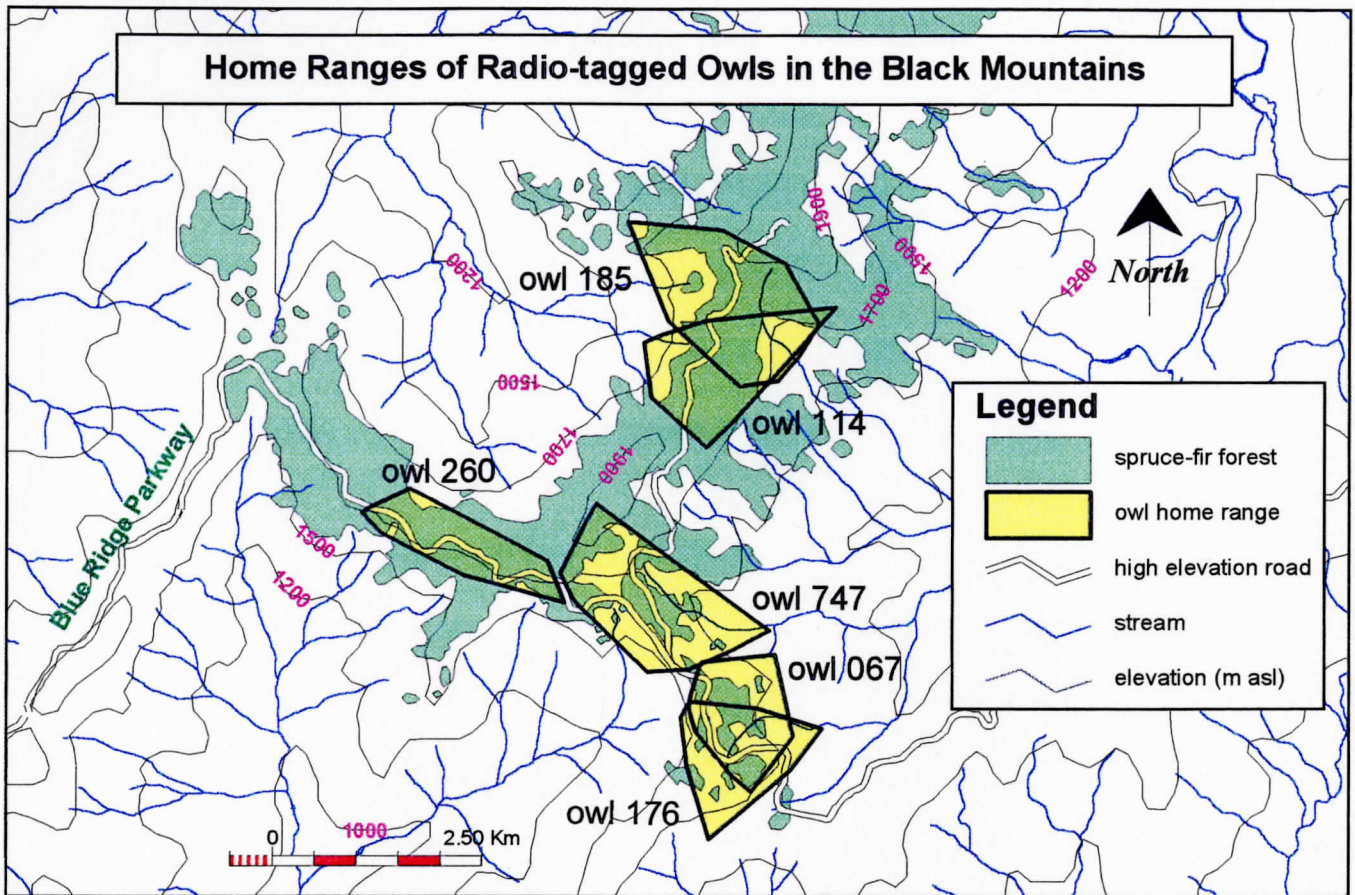 Home Ranges of Radio-tagged Owls in the Black Mountains
1900
1500
1200
1200
North
owl 185
1700
1500
owl 114
Legend
spruce-fir forest
owl home range
high elevation road
stream
elevation (m asl)
1700
1900
owl 260
Blue Ridge Parkway
1500
1200
owl 747
owl 067
owl 176
0 1000 2.50 Km